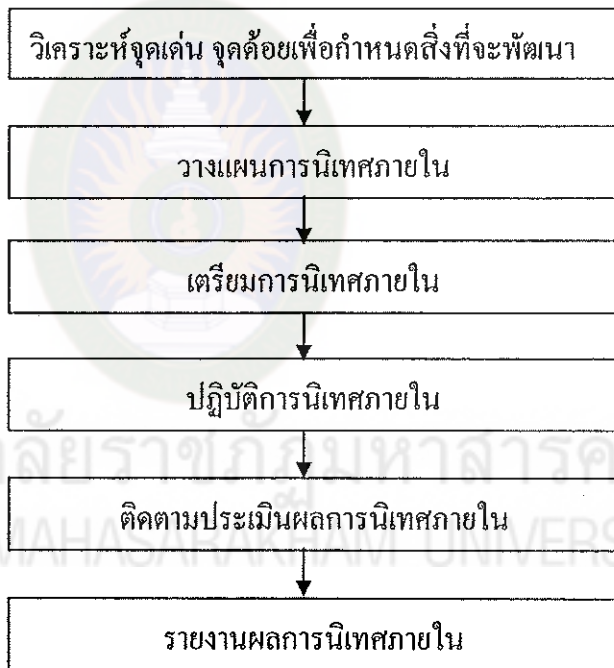 วิเคราะห์จุดเด่น จุดด้อยเพื่อกำหนดสิ่งที่จะพัฒนา
วางแผนการนิเทศภายใน
เตรียมการนิเทศภายใน
ปฏิบัติการนิเทศภายใน
ลัยราชภัฏมหาสารค
ติดตามประเมินผลการนิเทศภายใน
MAHASARAKHAM UNIVERS
รายงานผลการนิเทศภายใน